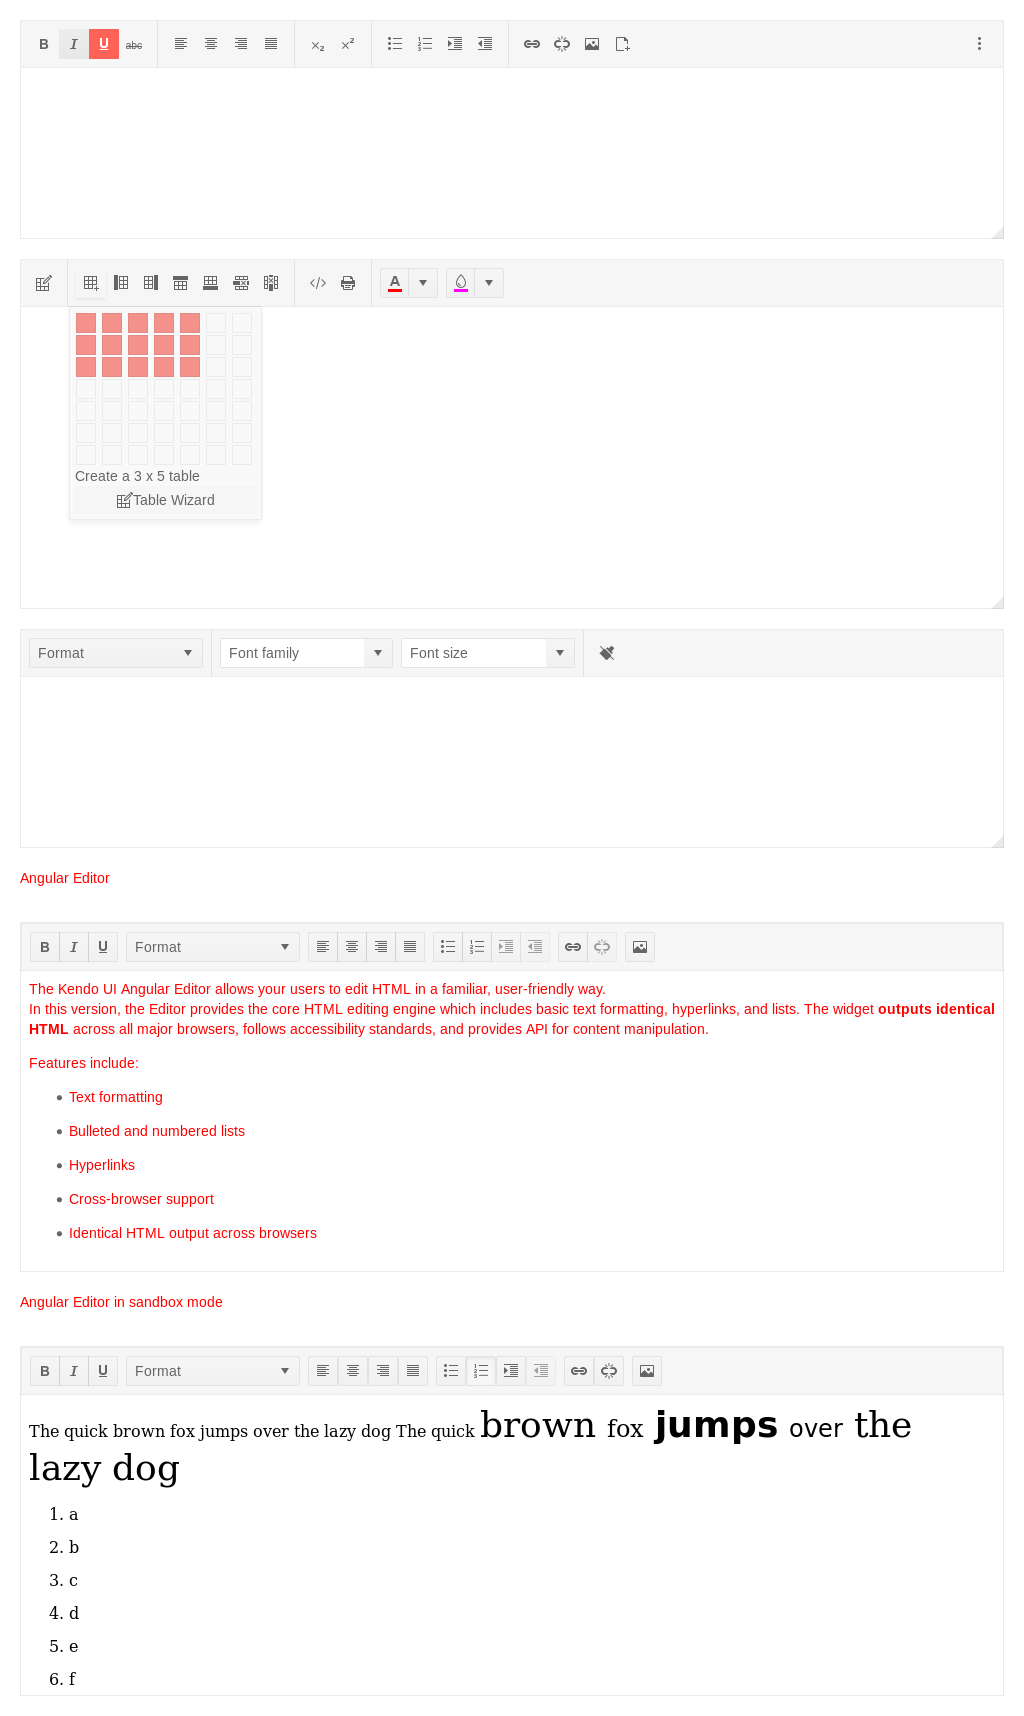 B I U abc
Create a 3 x 5 table
Table Wizard
A
Format Font family Font size
Angular Editor
B I U Format
The Kendo UI Angular Editor allows your users to edit HTML in a familiar, user-friendly way.
In this version, the Editor provides the core HTML editing engine which includes basic text formatting, hyperlinks, and lists. The widget outputs identical
HTML across all major browsers, follows accessibility standards, and provides API for content manipulation.
Features include:
• Text formatting
• Bulleted and numbered lists
• Hyperlinks
• Cross-browser support
• Identical HTML output across browsers
Angular Editor in sandbox mode
B I U Format
The quick brown fox jumps over the lazy dog The quick brown fox jumps over the
lazy dog
1. a
2. b
3. c
4. d
5. e
6. f